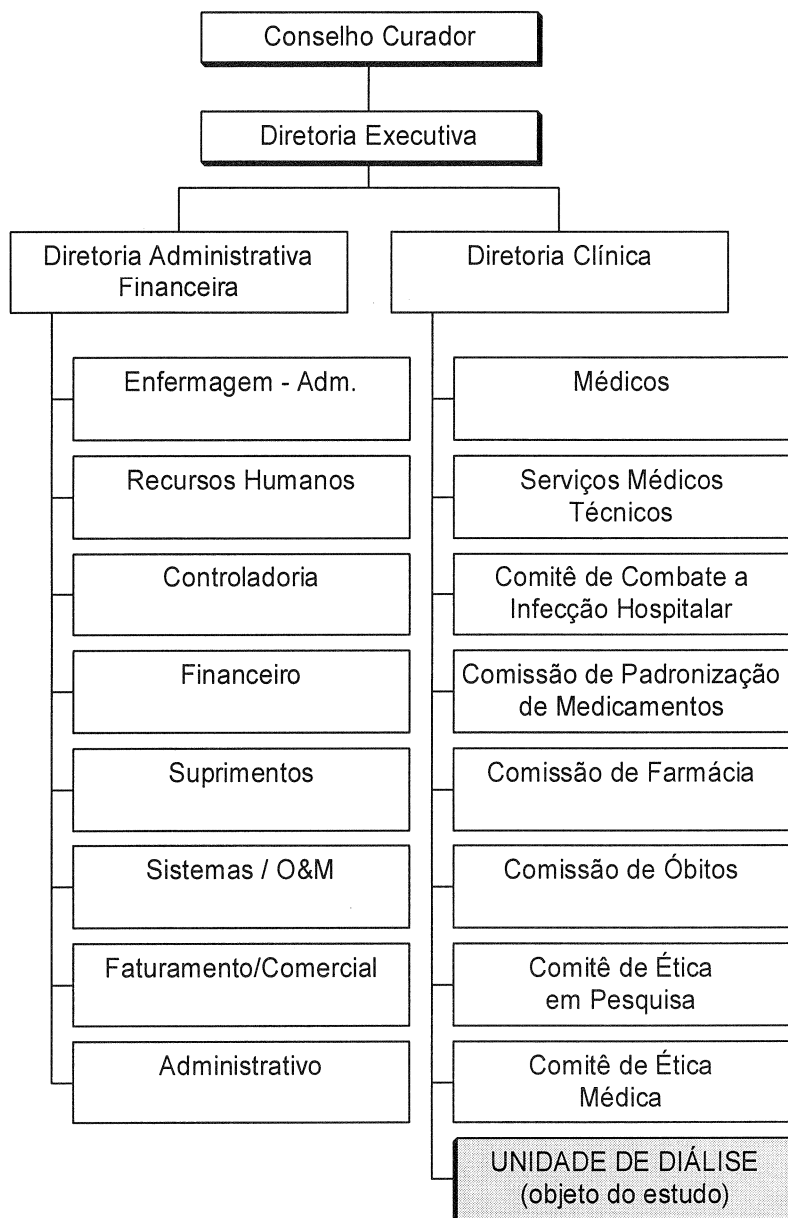 Conselho Curador
Diretoria Executiva
Diretoria Administrativa
Financeira
Diretoria Clínica
Enfermagem - Adm.
Recursos Humanos
Controladoria
Financeiro
Suprimentos
Sistemas / O&M
Faturamento/Comercial
Administrativo
Médicos
Serviços Médicos
Técnicos
Comitê de Combate a
Infecção Hospitalar
Comissão de Padronização
de Medicamentos
Comissão de Farmácia
Comissão de Óbitos
Comitê de Ética
em Pesquisa
Comitê de Ética
Médica
UNIDADE DE DIÁLISE
(objeto do estudo)